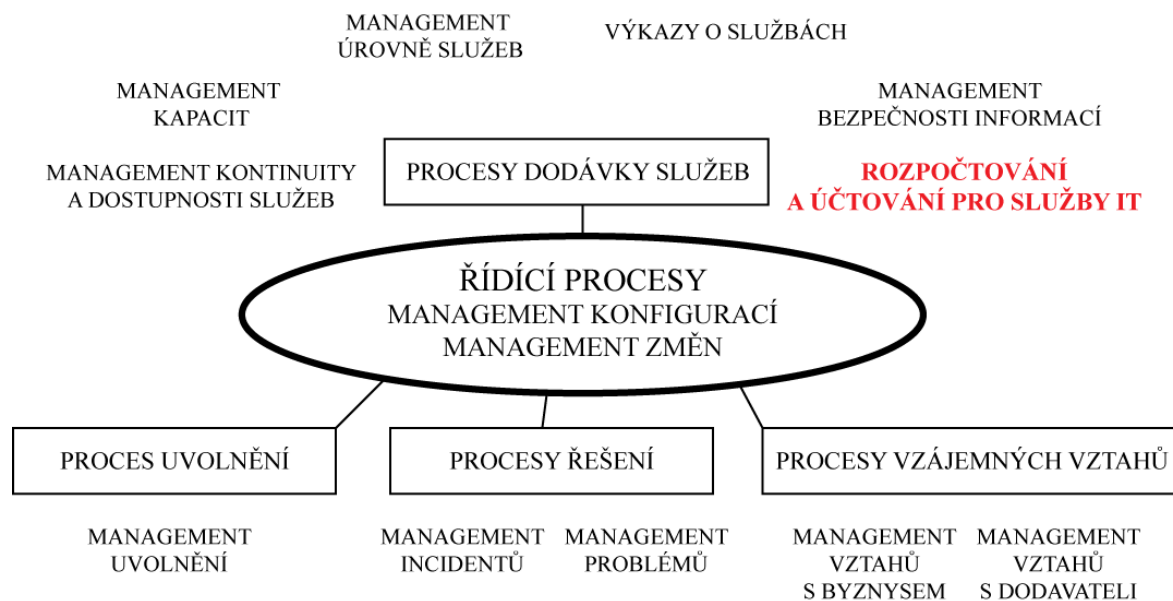 MANAGEMENT
ÚROVNĚ SLUŽEB
VÝKAZY O SLUŽBÁCH
MANAGEMENT
KAPACIT
MANAGEMENT
BEZPEČNOSTI INFORMACÍ
MANAGEMENT KONTINUITY
A DOSTUPNOSTI SLUŽEB
PROCESY DODÁVKY SLUŽEB
ROZPOČTOVÁNÍ
A ÚČTOVÁNÍ PRO SLUŽBY IT
ŘÍDÍCÍ PROCESY
MANAGEMENT KONFIGURACÍ
MANAGEMENT ZMĚN
PROCES UVOLNĚNÍ
PROCESY ŘEŠENÍ
PROCESY VZÁJEMNÝCH VZTAHŮ
MANAGEMENT
UVOLNĚNÍ
MANAGEMENT
INCIDENTŮ
MANAGEMENT
PROBLÉMŮ
MANAGEMENT
VZTAHŮ
S BYZNYSEM
MANAGEMENT
VZTAHŮ
S DODAVATELI